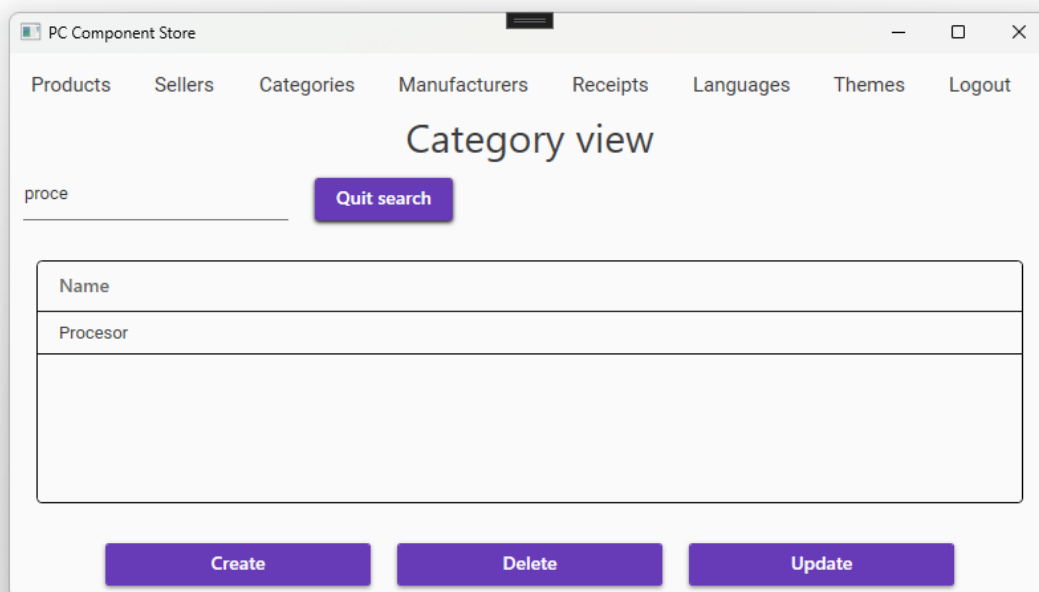 PC Component Store
Products Sellers Categories Manufacturers Receipts Languages Themes Logout
Category view
proce Quit search
Name
Procesor
Create Delete Update